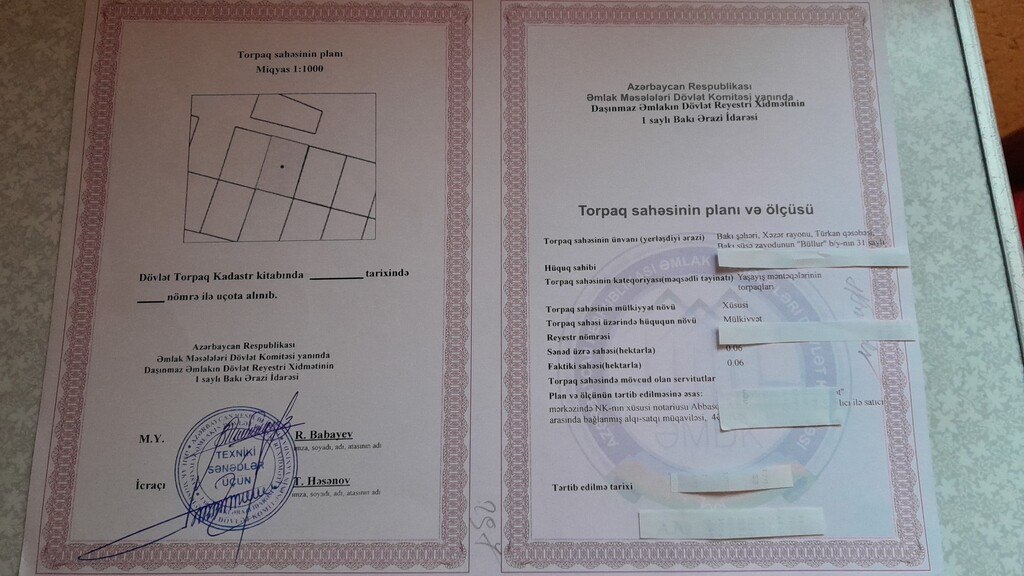 Torpaq sahəsinin planı
Miqyas 1:1000
Dövlət Torpaq Kadastr kitabında __________ tarixində
_____ nömrə ilə uçota alınıb.
Azərbaycan Respublikası
Əmlak Məsələləri Dövlət Komitəsi yanında
Daşınmaz Əmlakın Dövlət Reyestri Xidmətinin
1 saylı Bakı Ərazi İdarəsi
M.Y.
R. Babayev
imza, soyadı, adı, atasının adı
İcraçı
T. Həsənov
imza, soyadı, adı, atasının adı
TEXNİKİ
SƏNƏDLƏR
ÜÇÜN
Azərbaycan Respublikası
Əmlak Məsələləri Dövlət Komitəsi yanında
Daşınmaz Əmlakın Dövlət Reyestri Xidmətinin
1 saylı Bakı Ərazi İdarəsi
Torpaq sahəsinin planı və ölçüsü
Torpaq sahəsinin ünvanı (yerləşdiyi ərazi) Bakı şəhəri, Xəzər rayonu, Türkan qəsəbəsi,
Bakı şüşə zavodunun "Büllur" b/y-nın 31 saylı
Hüquq sahibi
Torpaq sahəsinin kateqoriyası(məqsədli təyinatı) Yaşayış məntəqələrinin
torpaqları
Torpaq sahəsinin mülkiyyət növü Xüsusi
Torpaq sahəsi üzərində hüququn növü Mülkiyyət
Reyestr nömrəsi
Sənəd üzrə sahəsi(hektarla) 0.06
Faktiki sahəsi(hektarla) 0.06
Torpaq sahəsində mövcud olan servitutlar
Plan və ölçünün tərtib edilməsinə əsas:
mərkəzində NK-nın xüsusi notariusu Abbas lıcı ilə satıcı
arasında bağlanmış alqı-satqı müqaviləsi,
Tərtib edilmə tarixi